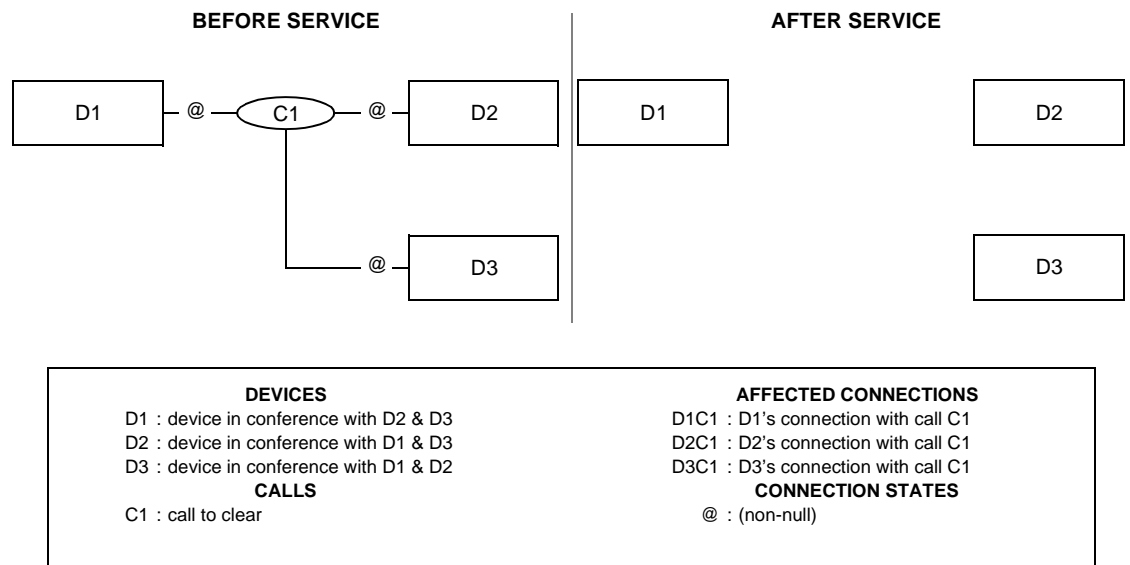 BEFORE SERVICE
AFTER SERVICE
D1 @ C1 @ D2
D1 D2
@ D3
D3
DEVICES
D1 : device in conference with D2 & D3
D2 : device in conference with D1 & D3
D3 : device in conference with D1 & D2
CALLS
C1 : call to clear
AFFECTED CONNECTIONS
D1C1 : D1’s connection with call C1
D2C1 : D2’s connection with call C1
D3C1 : D3’s connection with call C1
CONNECTION STATES
@ : (non-null)